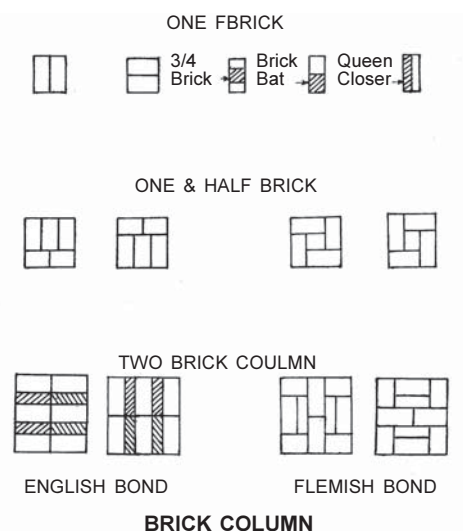 ONE FBRICK
3/4 Brick Queen
Brick Bat Closer
ONE & HALF BRICK
TWO BRICK COULMN
ENGLISH BOND FLEMISH BOND
BRICK COLUMN